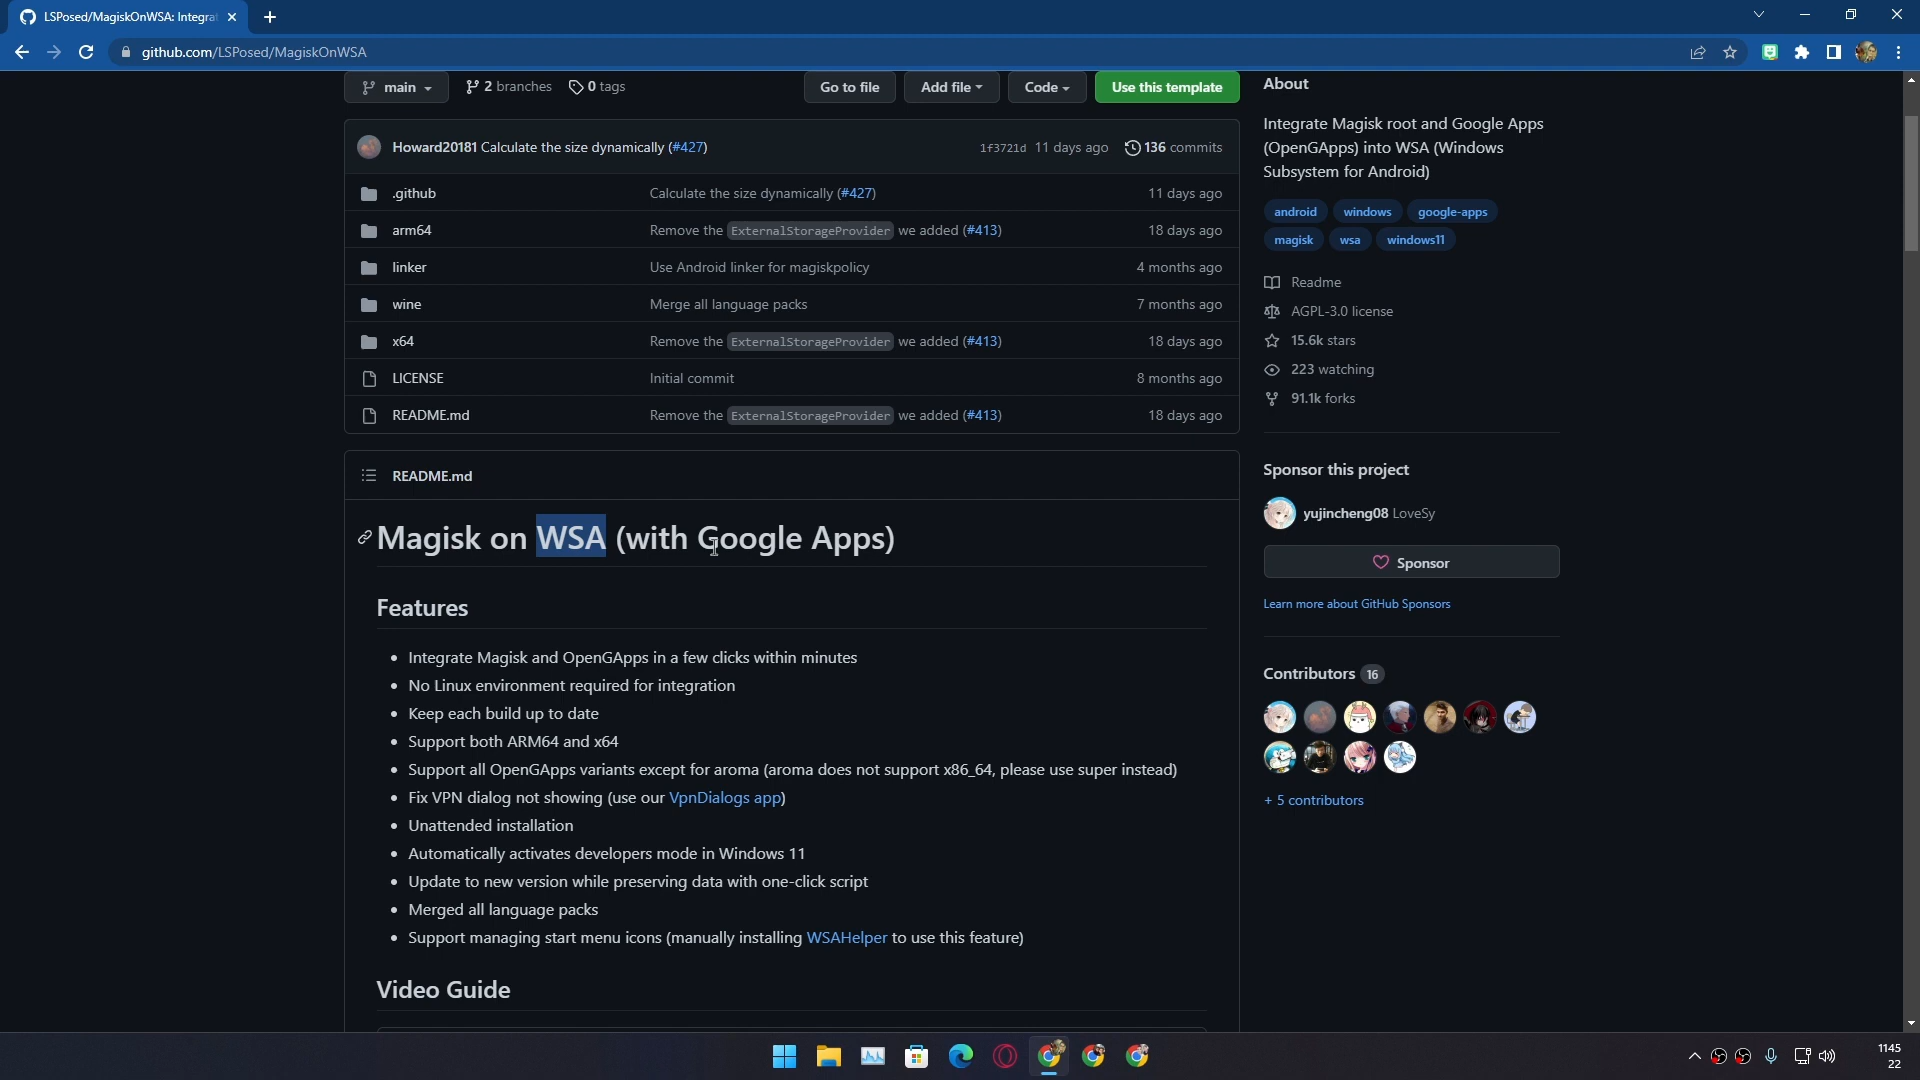 LSPosed/MagiskOnWSA: Integra
github.com/LSPosed/MagiskOnWSA
main 2 branches 0 tags Go to file Add file Code Use this template
Howard20181 Calculate the size dynamically (#427) 1f3721d 11 days ago 136 commits
.github Calculate the size dynamically (#427) 11 days ago
arm64 Remove the ExternalStorageProvider we added (#413) 18 days ago
linker Use Android linker for magiskpolicy 4 months ago
wine Merge all language packs 7 months ago
x64 Remove the ExternalStorageProvider we added (#413) 18 days ago
LICENSE Initial commit 8 months ago
README.md Remove the ExternalStorageProvider we added (#413) 18 days ago
README.md
Magisk on WSA (with Google Apps)
Features
Integrate Magisk and OpenGApps in a few clicks within minutes
No Linux environment required for integration
Keep each build up to date
Support both ARM64 and x64
Support all OpenGApps variants except for aroma (aroma does not support x86_64, please use super instead)
Fix VPN dialog not showing (use our VpnDialogs app)
Unattended installation
Automatically activates developers mode in Windows 11
Update to new version while preserving data with one-click script
Merged all language packs
Support managing start menu icons (manually installing WSAHelper to use this feature)
Video Guide
About
Integrate Magisk root and Google Apps
(OpenGApps) into WSA (Windows
Subsystem for Android)
android windows google-apps
magisk wsa windows11
Readme
AGPL-3.0 license
15.6k stars
223 watching
91.1k forks
Sponsor this project
yujincheng08 LoveSy
Sponsor
Learn more about GitHub Sponsors
Contributors 16
+ 5 contributors
1145
22